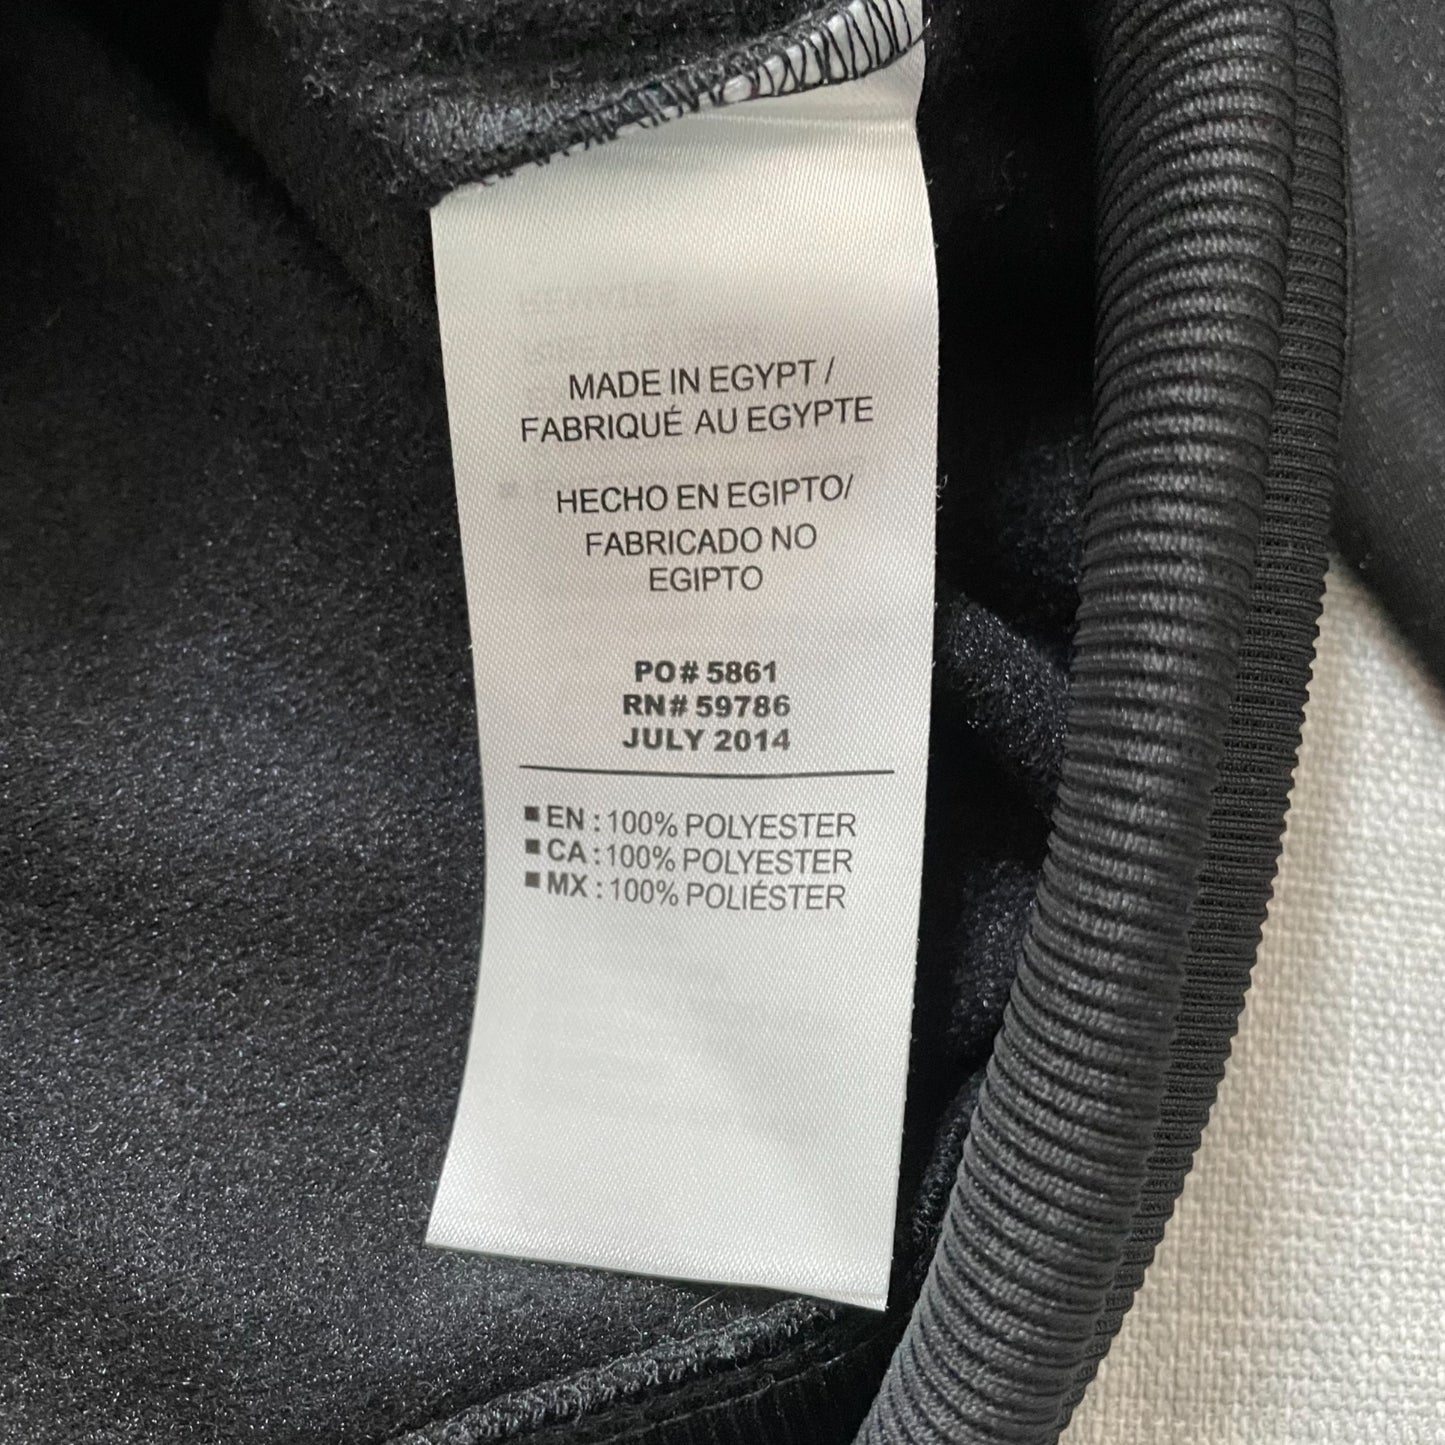 MADE IN EGYPT /
FABRIQUÉ AU EGYPTE
HECHO EN EGIPTO/
FABRICADO NO
EGIPTO
PO# 5861
RN# 59786
JULY 2014
■ EN : 100% POLYESTER
■ CA : 100% POLYESTER
■ MX : 100% POLIÉSTER